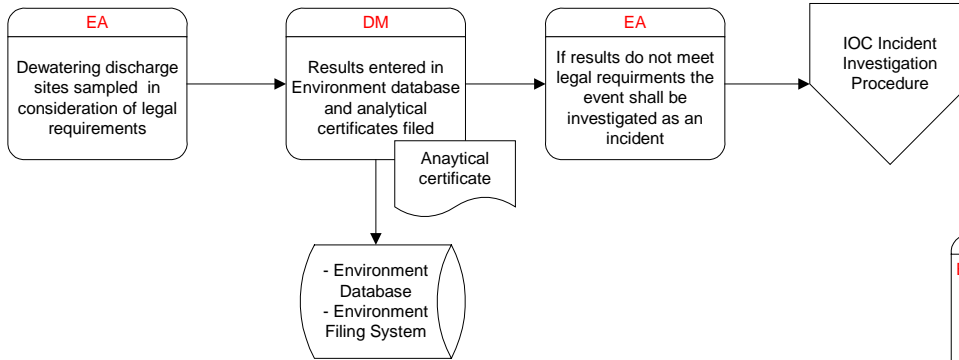 EA
Dewatering discharge
sites sampled in
consideration of legal
requirements
DM
Results entered in
Environment database
and analytical
certificates filed
Anaytical
certificate
- Environment
Database
- Environment
Filing System
EA
If results do not meet
legal requirments the
event shall be
investigated as an
incident
IOC Incident
Investigation
Procedure